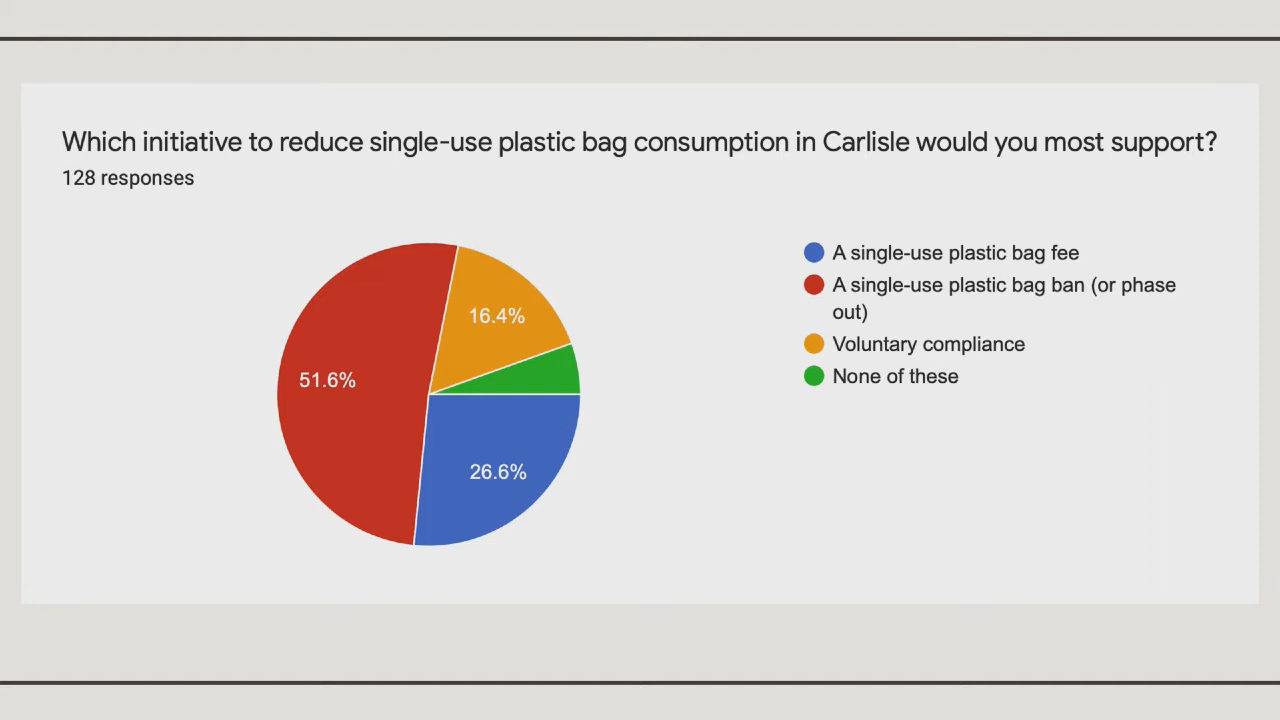 Which initiative to reduce single-use plastic bag consumption in Carlisle would you most support?
128 responses
A single-use plastic bag fee
A single-use plastic bag ban (or phase
out)
Voluntary compliance
None of these
16.4%
51.6%
26.6%